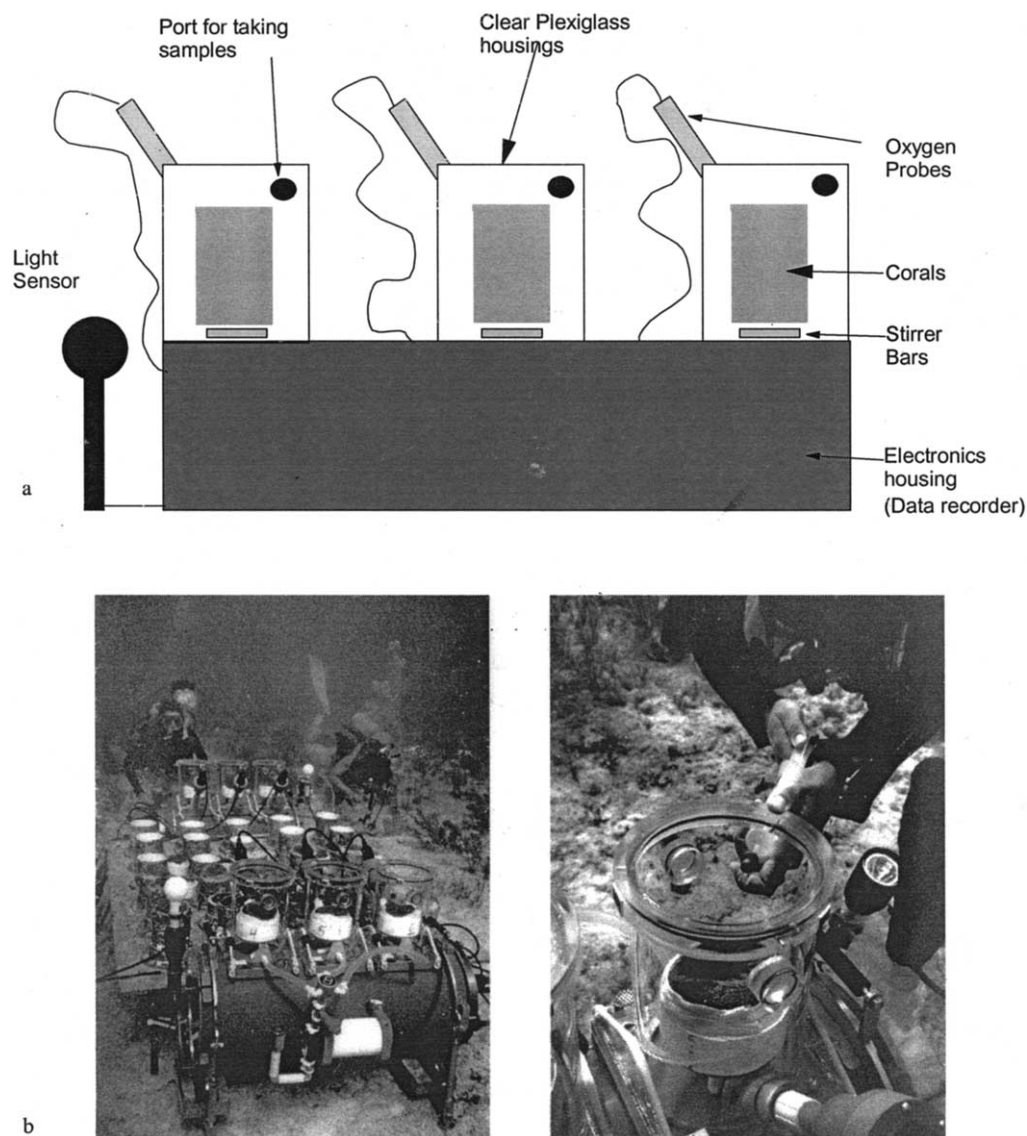 Port for taking
samples
Clear Plexiglass
housings
Oxygen
Probes
Light
Sensor
Corals
Stirrer
Bars
Electronics
housing
(Data recorder)
a
b